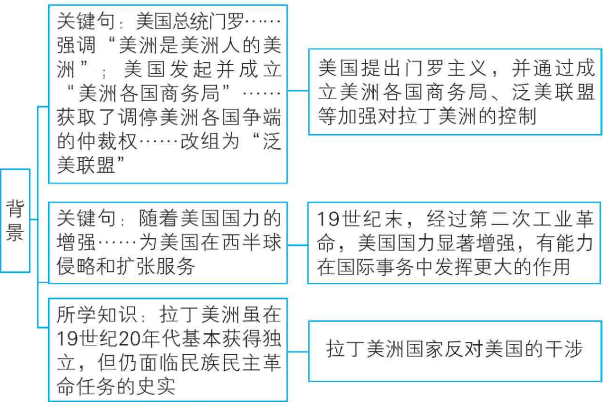 背
景
关键句：美国总统门罗……
强调“美洲是美洲人的美
洲”；美国发起并成立
“美洲各国商务局”……
获取了调停美洲各国争端
的仲裁权……改组为“泛
美联盟”
美国提出门罗主义，并通过成
立美洲各国商务局、泛美联盟
等加强对拉丁美洲的控制
关键句：随着美国国力的
增强……为美国在西半球
侵略和扩张服务
19世纪末，经过第二次工业革
命，美国国力显著增强，有能力
在国际事务中发挥更大的作用
所学知识：拉丁美洲虽在
19世纪20年代基本获得独
立，但仍面临民族民主革
命任务的史实
拉丁美洲国家反对美国的干涉